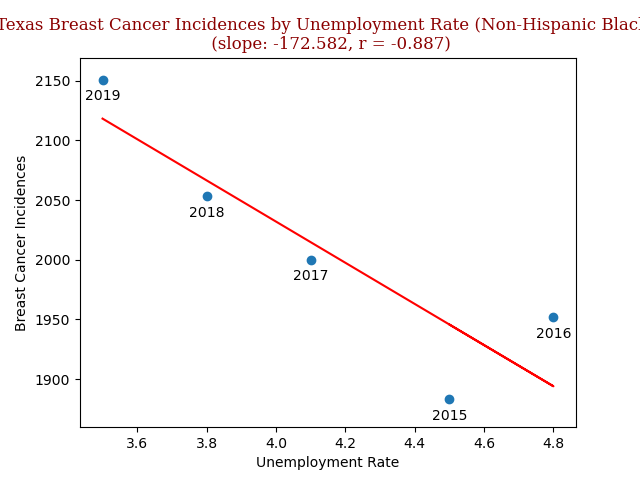 Texas Breast Cancer Incidences by Unemployment Rate (Non-Hispanic Black
(slope: -172.582, r = -0.887)
2150
2100
2050
2000
1950
1900
Breast Cancer Incidences
2019
2018
2017
2016
2015
3.6 3.8 4.0 4.2 4.4 4.6 4.8
Unemployment Rate